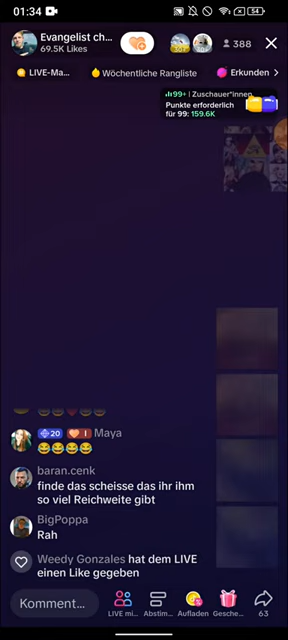 01:34
54
Evangelist ch...
69.5K Likes
388
LIVE-Ma...
Wöchentliche Rangliste
Erkunden
99+ | Zuschauer*innen
Punkte erforderlich
für 99: 159.6K
20 I Maya
😂😂😂😂
baran.cenk
finde das scheisse das ihr ihm
so viel Reichweite gibt
BigPoppa
Rah
Weedy Gonzales hat dem LIVE
einen Like gegeben
Komment...
LIVE mi...
Abstim...
Aufladen
Gesche...
63